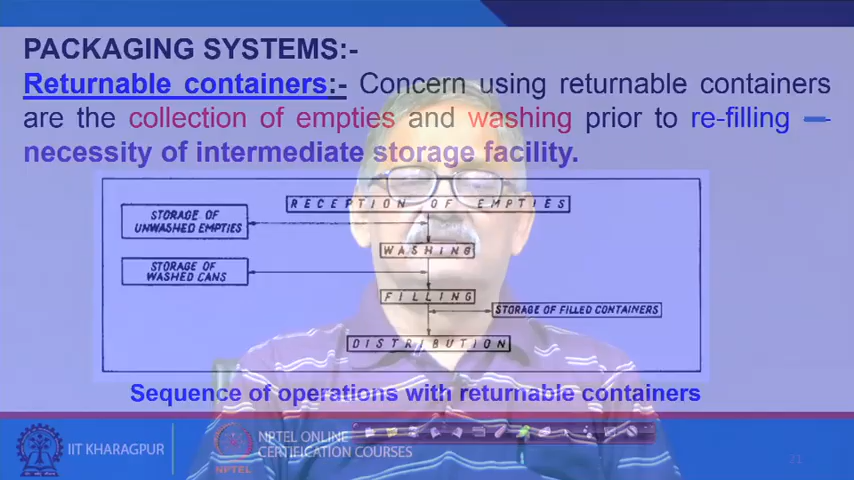 PACKAGING SYSTEMS:-
Returnable containers:- Concern using returnable containers
are the collection of empties and washing prior to re-filling —
necessity of intermediate storage facility.
RECEPTION OF EMPTIES
STORAGE OF
UNWASHED EMPTIES
WASHING
STORAGE OF
WASHED CANS
FILLING
STORAGE OF FILLED CONTAINERS
DISTRIBUTION
Sequence of operations with returnable containers
IIT KHARAGPUR
NPTEL
NPTEL ONLINE
CERTIFICATION COURSES
21